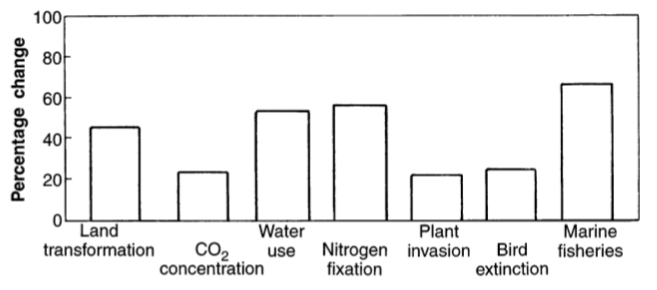 Percentage change
100
80
60
40
20
0
Land
transformation
CO₂
concentration
Water
use
Nitrogen
fixation
Plant
invasion
Bird
extinction
Marine
fisheries